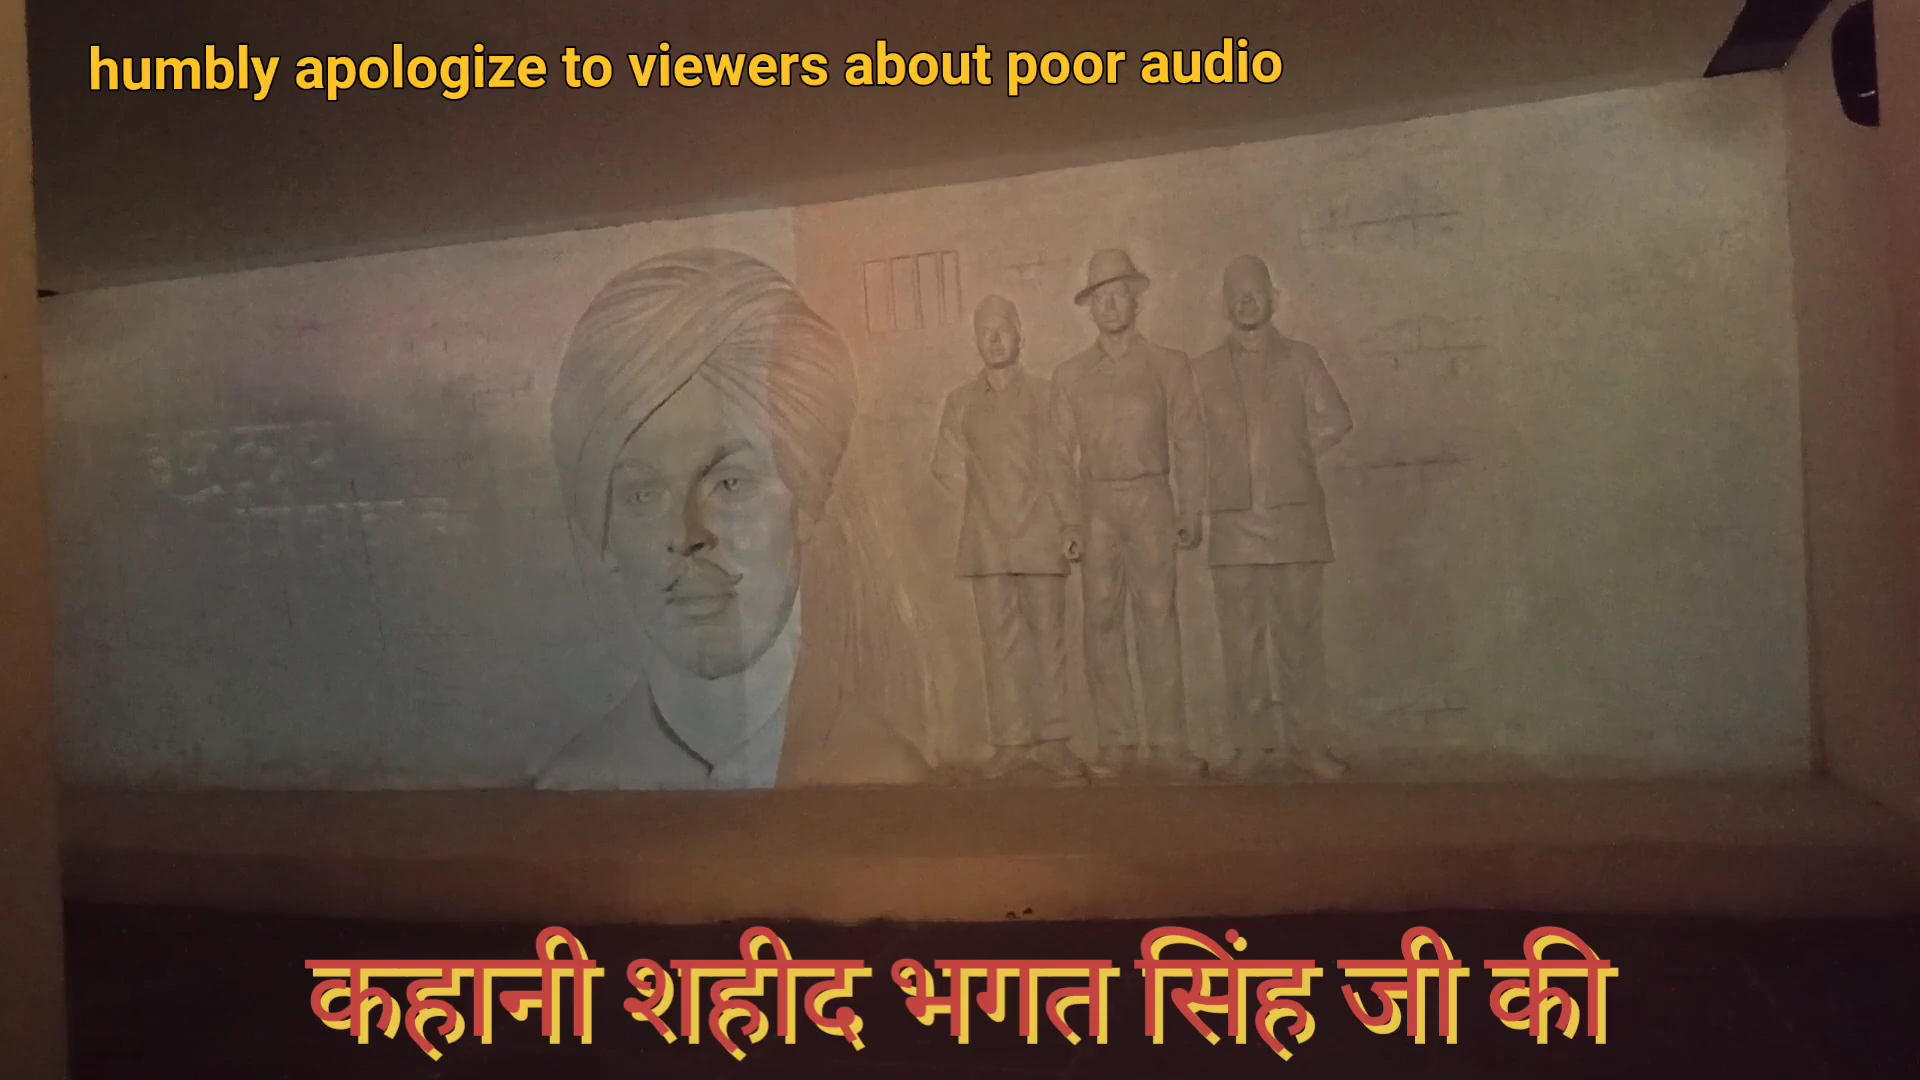 humbly apologize to viewers about poor audio
कहानी शहीद भगत सिंह जी की